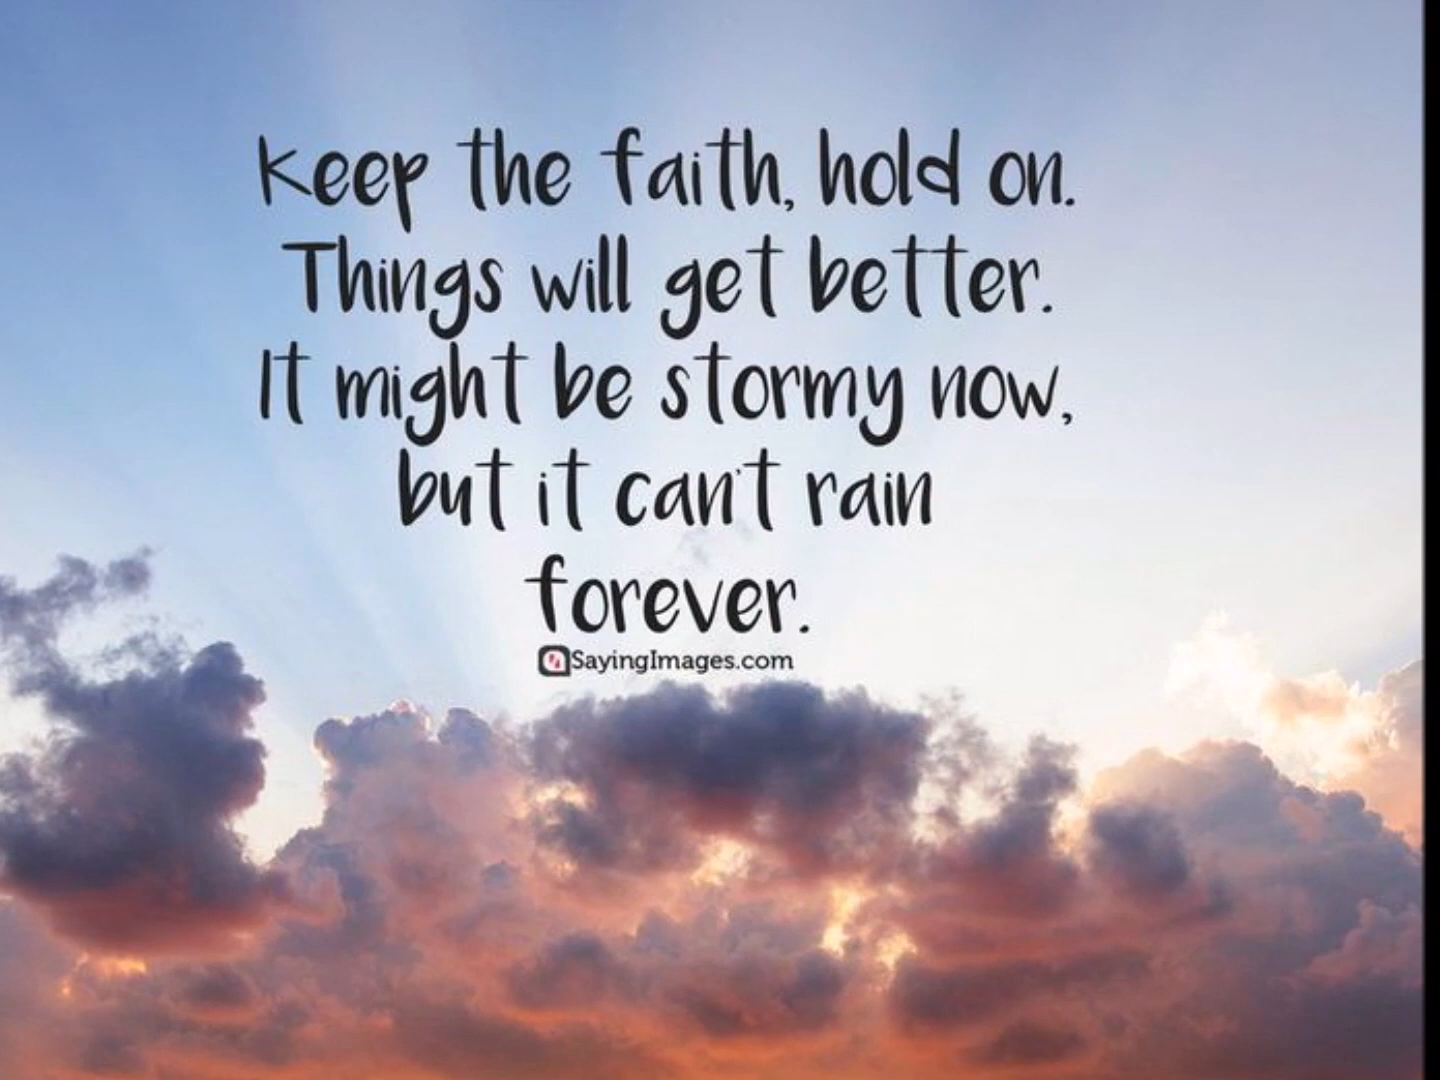 Keep the faith, hold on.
Things will get better.
It might be stormy now,
but it can't rain
forever.
SayingImages.com